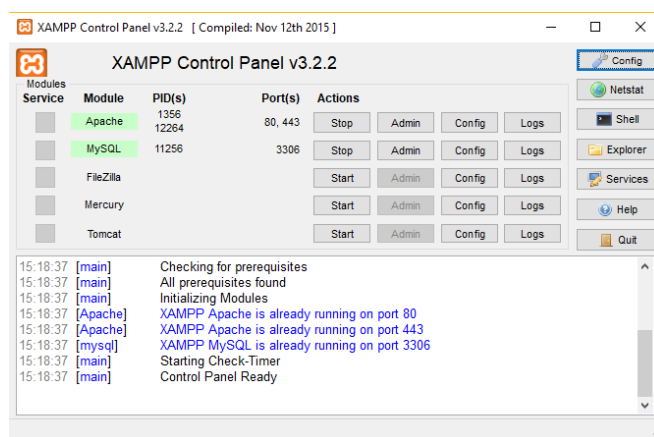 XAMPP Control Panel v3.2.2 [ Compiled: Nov 12th 2015 ]
XAMPP Control Panel v3.2.2
Config
Modules
Service Module PID(s) Port(s) Actions
Netstat
Apache 1356 12264 80, 443 Stop Admin Config Logs
Shell
MySQL 11256 3306 Stop Admin Config Logs
Explorer
FileZilla Start Admin Config Logs
Services
Mercury Start Admin Config Logs
Help
Tomcat Start Admin Config Logs
Quit
15:18:37 [main] Checking for prerequisites
15:18:37 [main] All prerequisites found
15:18:37 [main] Initializing Modules
15:18:37 [Apache] XAMPP Apache is already running on port 80
15:18:37 [Apache] XAMPP Apache is already running on port 443
15:18:37 [mysql] XAMPP MySQL is already running on port 3306
15:18:37 [main] Starting Check-Timer
15:18:37 [main] Control Panel Ready